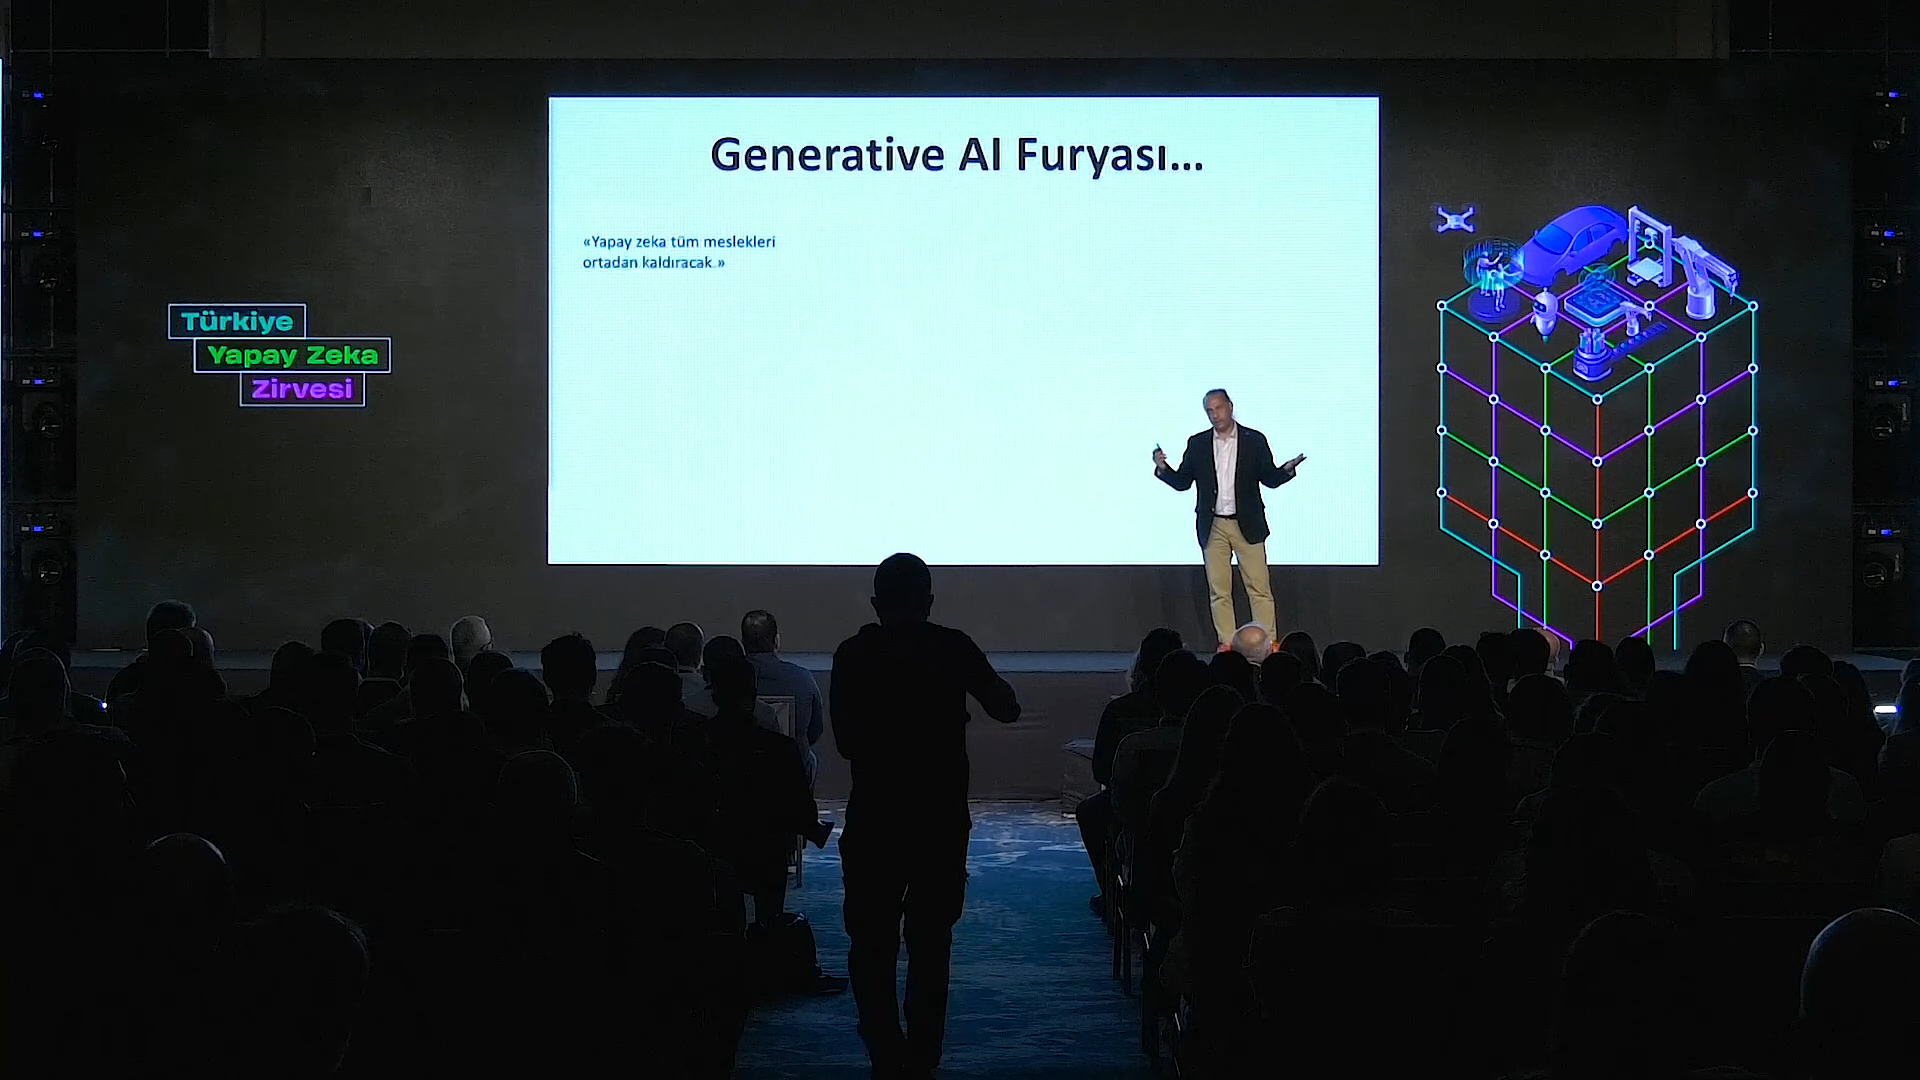 Generative AI Furyası...
«Yapay zeka tüm meslekleri
ortadan kaldıracak.»
Türkiye
Yapay Zeka
Zirvesi